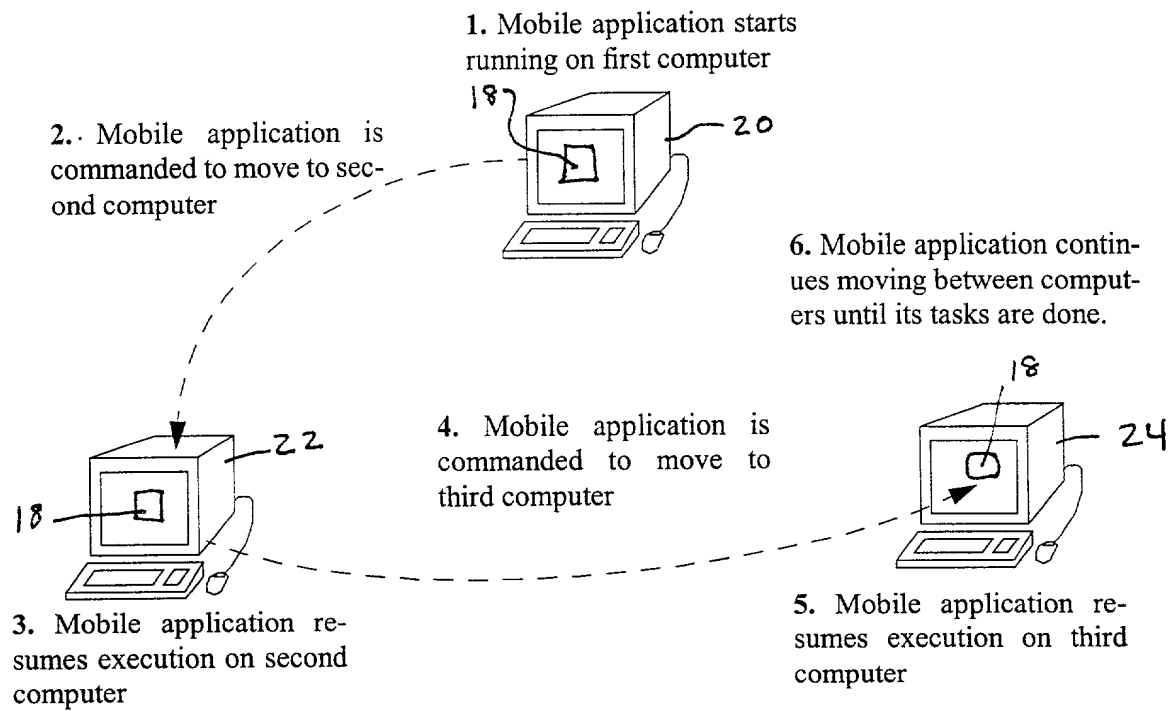 1. Mobile application starts
running on first computer
18
20
2. Mobile application is
commanded to move to sec-
ond computer
6. Mobile application contin-
ues moving between comput-
ers until its tasks are done.
18
24
22
18
4. Mobile application is
commanded to move to
third computer
3. Mobile application re-
sumes execution on second
computer
5. Mobile application re-
sumes execution on third
computer